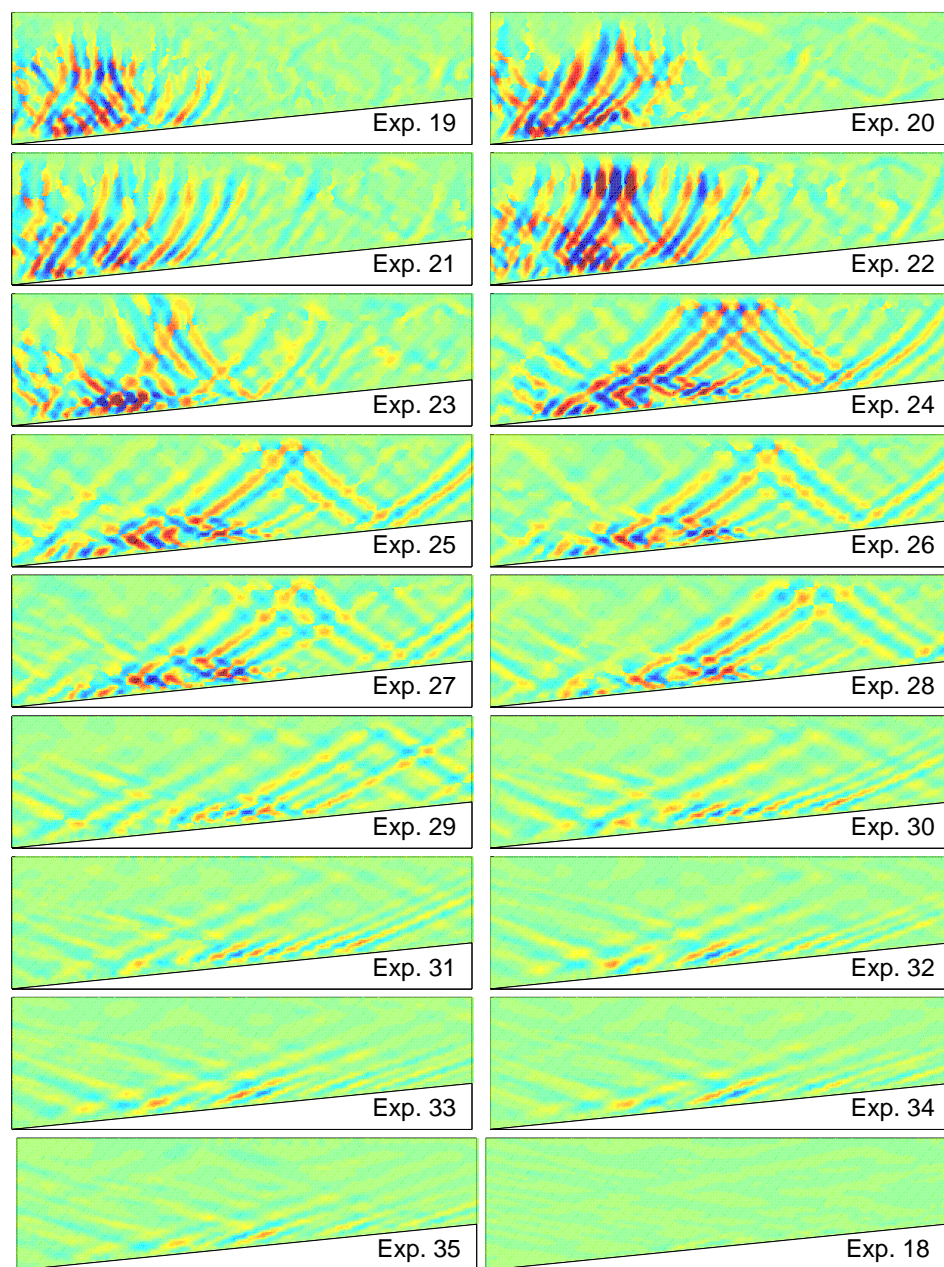 Exp. 19
Exp. 20
Exp. 21
Exp. 22
Exp. 23
Exp. 24
Exp. 25
Exp. 26
Exp. 27
Exp. 28
Exp. 29
Exp. 30
Exp. 31
Exp. 32
Exp. 33
Exp. 34
Exp. 35
Exp. 18